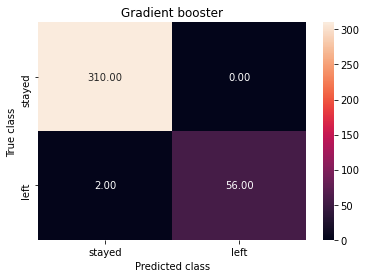 Gradient booster
True class
stayed
310.00
0.00
left
2.00
56.00
stayed
left
Predicted class
300
250
200
150
100
50
0